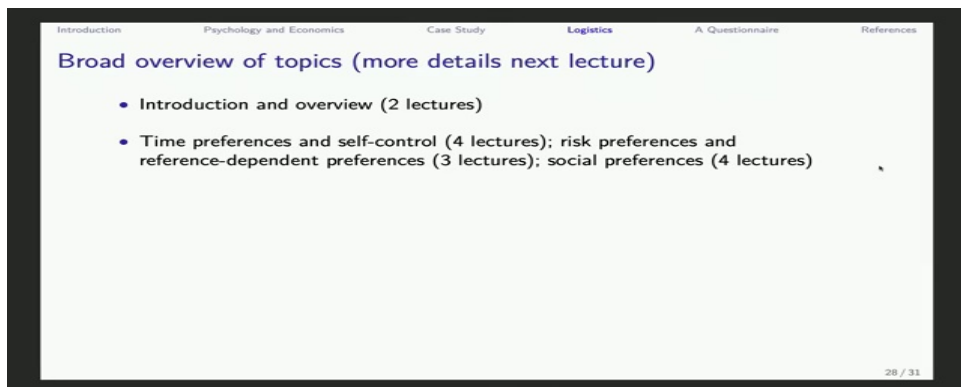 Introduction Psychology and Economics Case Study Logistics A Questionnaire References
Broad overview of topics (more details next lecture)
• Introduction and overview (2 lectures)
• Time preferences and self-control (4 lectures); risk preferences and
reference-dependent preferences (3 lectures); social preferences (4 lectures)
28 / 31